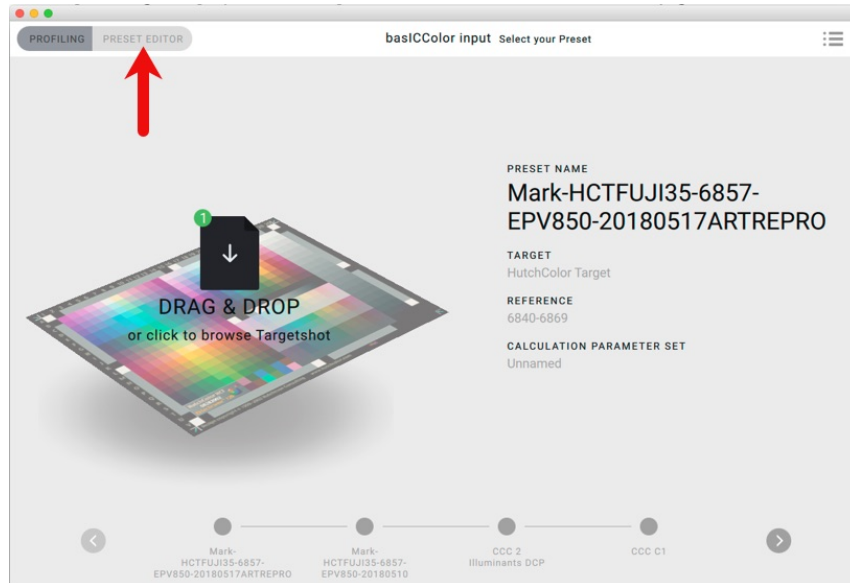 PROFILING PRESET EDITOR
basICColor input Select your Preset
PRESET NAME
Mark-HCTFUJI35-6857-
EPV850-20180517ARTREPRO
TARGET
HutchColor Target
REFERENCE
6840-6869
CALCULATION PARAMETER SET
Unnamed
1
DRAG & DROP
or click to browse Targetshot
Mark-
HCTFUJI35-6857-
EPV850-20180517ARTREPRO
Mark-
HCTFUJI35-6857-
EPV850-20180510
CCC 2
Illuminants DCP
CCC C1